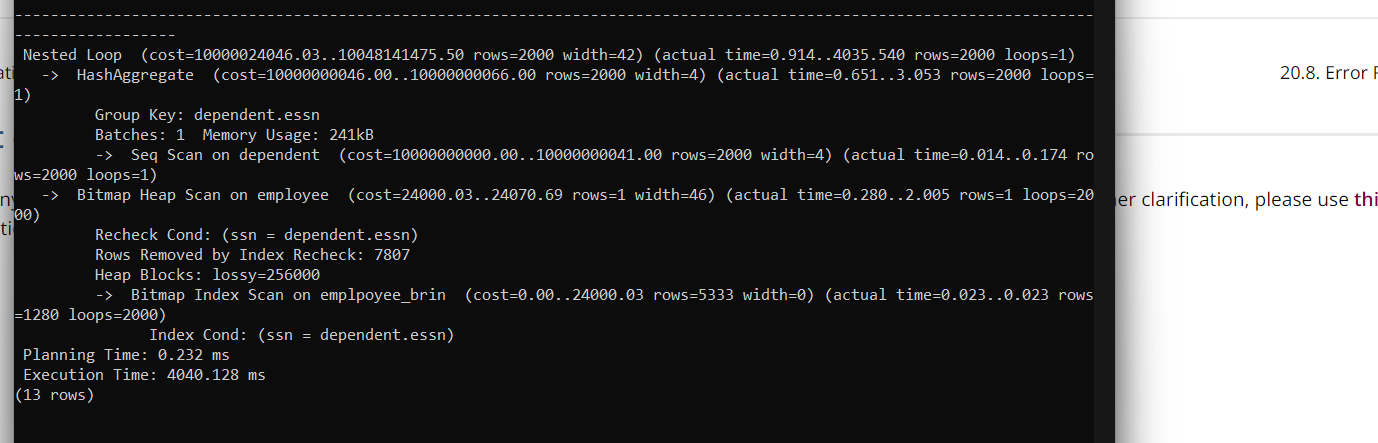 --------------------------------------------------------------------------------------------------------------------------
------------------
Nested Loop  (cost=10000024046.03..10048141475.50 rows=2000 width=42) (actual time=0.914..4035.540 rows=2000 loops=1)
->  HashAggregate  (cost=10000000046.00..10000000066.00 rows=2000 width=4) (actual time=0.651..3.053 rows=2000 loops=
1)
Group Key: dependent.essn
Batches: 1  Memory Usage: 241kB
->  Seq Scan on dependent  (cost=10000000000.00..10000000041.00 rows=2000 width=4) (actual time=0.014..0.174 ro
ws=2000 loops=1)
->  Bitmap Heap Scan on employee  (cost=24000.03..24070.69 rows=1 width=46) (actual time=0.280..2.005 rows=1 loops=20
00)
Recheck Cond: (ssn = dependent.essn)
Rows Removed by Index Recheck: 7807
Heap Blocks: lossy=256000
->  Bitmap Index Scan on emplpoyee_brin  (cost=0.00..24000.03 rows=5333 width=0) (actual time=0.023..0.023 rows
=1280 loops=2000)
Index Cond: (ssn = dependent.essn)
Planning Time: 0.232 ms
Execution Time: 4040.128 ms
(13 rows)
20.8. Error
er clarification, please use thi